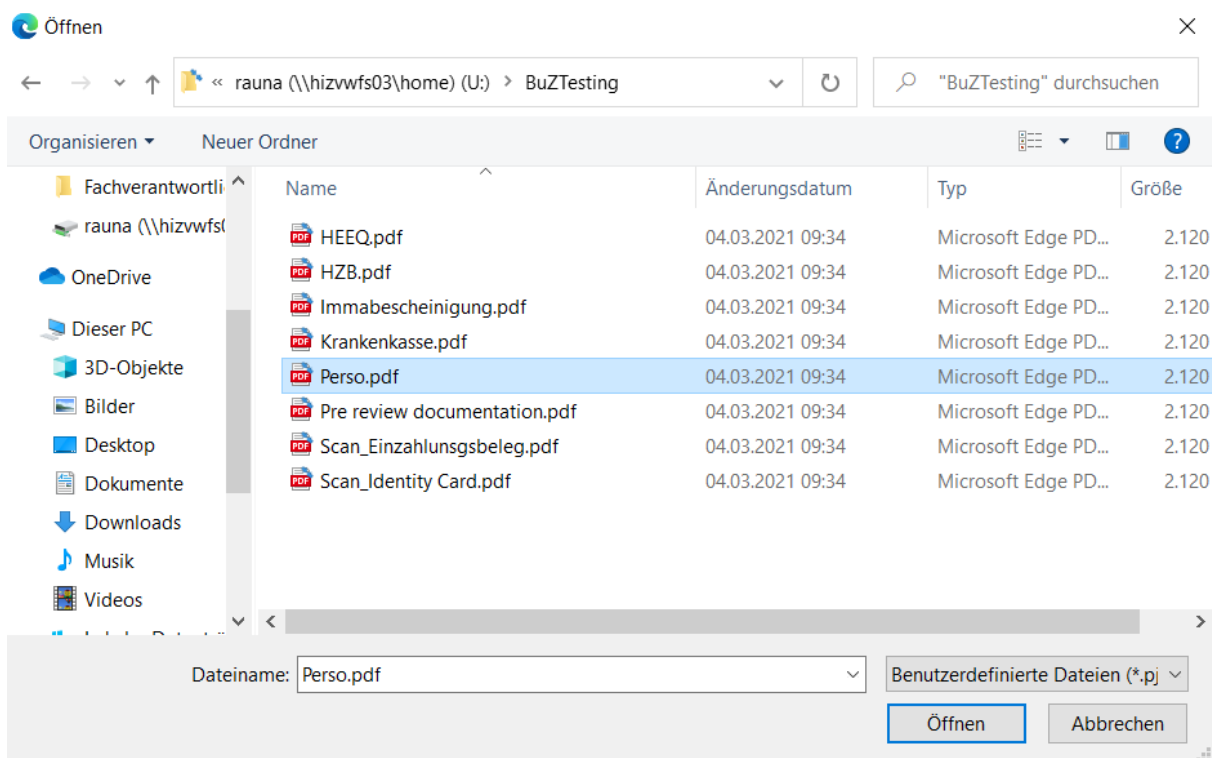 Öffnen
« rauna (\\hizvwfs03\home) (U:) > BuZTesting
"BuZTesting" durchsuchen
Organisieren
Neuer Ordner
Name Änderungsdatum Typ Größe
Fachverantwortli
rauna (\\hizvwfs0
OneDrive
Dieser PC
3D-Objekte
Bilder
Desktop
Dokumente
Downloads
Musik
Videos
HEEQ.pdf 04.03.2021 09:34 Microsoft Edge PD... 2.120
HZB.pdf 04.03.2021 09:34 Microsoft Edge PD... 2.120
Immabescheinigung.pdf 04.03.2021 09:34 Microsoft Edge PD... 2.120
Krankenkasse.pdf 04.03.2021 09:34 Microsoft Edge PD... 2.120
Perso.pdf 04.03.2021 09:34 Microsoft Edge PD... 2.120
Pre review documentation.pdf 04.03.2021 09:34 Microsoft Edge PD... 2.120
Scan_Einzahlunsgsbeleg.pdf 04.03.2021 09:34 Microsoft Edge PD... 2.120
Scan_Identity Card.pdf 04.03.2021 09:34 Microsoft Edge PD... 2.120
Dateiname: Perso.pdf
Benutzerdefinierte Dateien (*.pj
Öffnen
Abbrechen